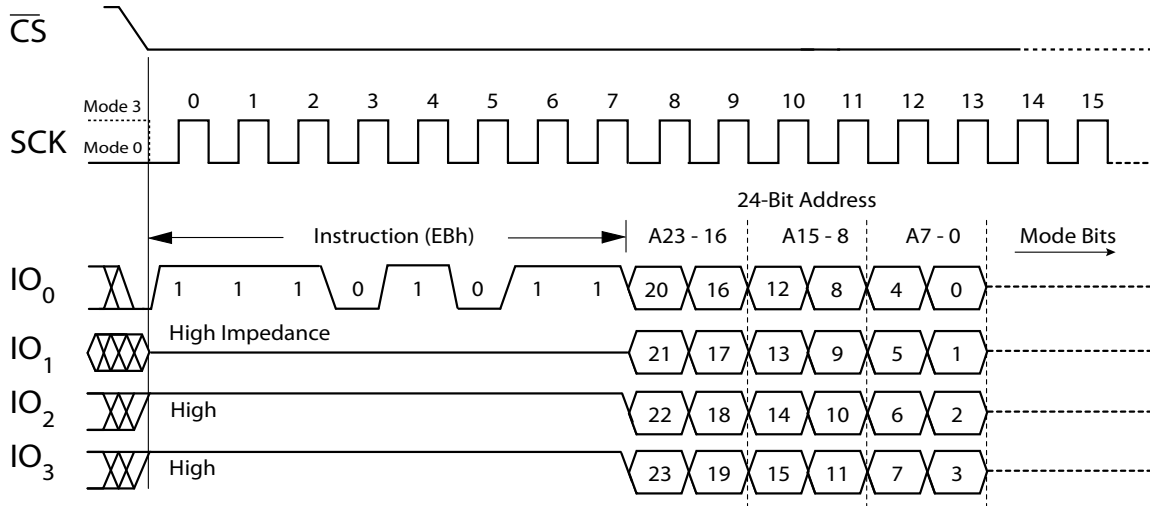 CS
Mode 3
0 1 2 3 4 5 6 7 8 9 10 11 12 13 14 15
SCK
Mode 0
24-Bit Address
Instruction (EBh)
A23 - 16 A15 - 8 A7 - 0
Mode Bits
IO0
1 1 1 0 1 0 1 1 20 16 12 8 4 0
High Impedance
IO1
21 17 13 9 5 1
IO2
High
22 18 14 10 6 2
IO3
High
23 19 15 11 7 3